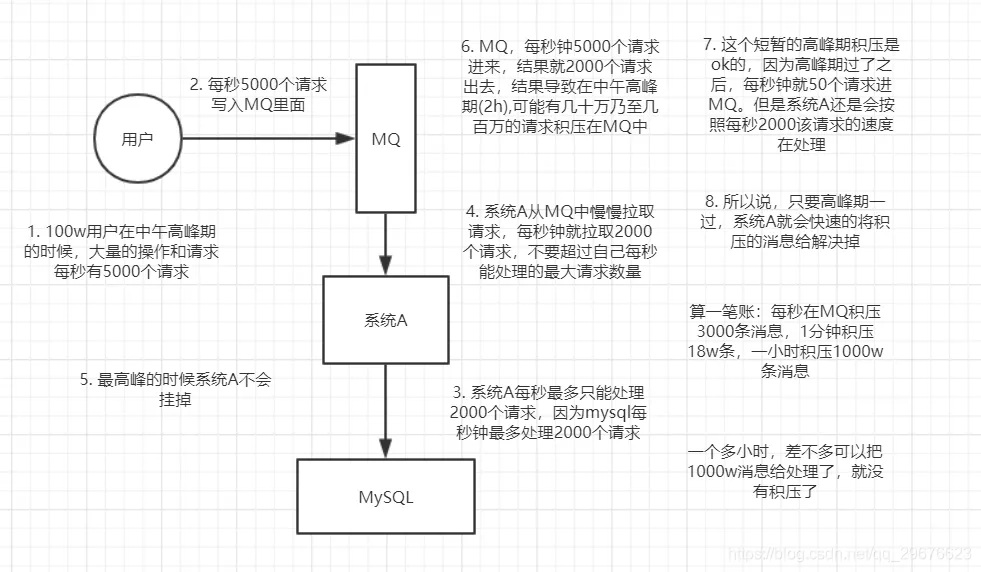 用户
2. 每秒5000个请求
写入MQ里面
MQ
1. 100w用户在中午高峰期
的时候，大量的操作和请求
每秒有5000个请求
6. MQ，每秒钟5000个请求
进来，结果就2000个请求
出去，结果导致在中午高峰
期(2h),可能有几十万乃至几
百万的请求积压在MQ中
4. 系统A从MQ中慢慢拉取
请求，每秒钟就拉取2000
个请求，不要超过自己每秒
能处理的最大请求数量
系统A
5. 最高峰的时候系统A不会
挂掉
3. 系统A每秒最多只能处理
2000个请求，因为mysql每
秒钟最多处理2000个请求
MySQL
7. 这个短暂的高峰期积压是
ok的，因为高峰期过了之
后，每秒钟就50个请求进
MQ。但是系统A还是会按
照每秒2000该请求的速度
在处理
8. 所以说，只要高峰期一
过，系统A就会快速的将积
压的消息给解决掉
算一笔账：每秒在MQ积压
3000条消息，1分钟积压
18w条，一小时积压1000w
条消息
一个多小时，差不多可以把
1000w消息给处理了，就没
有积压了
https://blog.csdn.net/qq_29676623